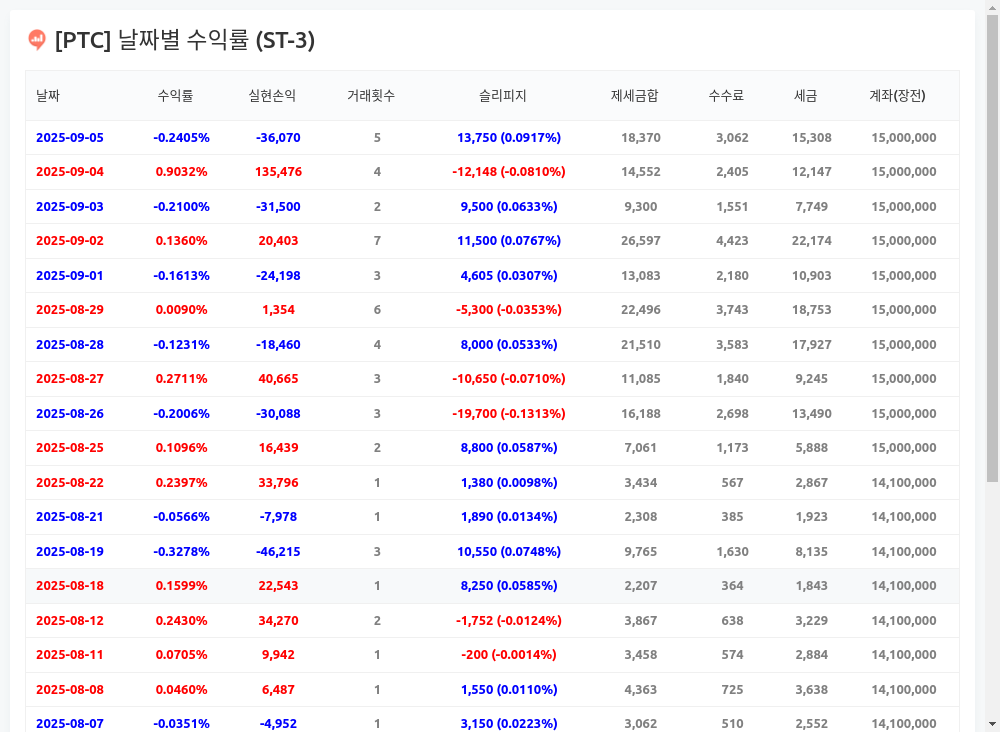 [PTC] 날짜별 수익률 (ST-3)
날짜 수익률 실현손익 거래횟수 슬리피지 제세금합 수수료 세금 계좌(장전)
2025-09-05 -0.2405% -36,070 5 13,750 (0.0917%) 18,370 3,062 15,308 15,000,000
2025-09-04 0.9032% 135,476 4 -12,148 (-0.0810%) 14,552 2,405 12,147 15,000,000
2025-09-03 -0.2100% -31,500 2 9,500 (0.0633%) 9,300 1,551 7,749 15,000,000
2025-09-02 0.1360% 20,403 7 11,500 (0.0767%) 26,597 4,423 22,174 15,000,000
2025-09-01 -0.1613% -24,198 3 4,605 (0.0307%) 13,083 2,180 10,903 15,000,000
2025-08-29 0.0090% 1,354 6 -5,300 (-0.0353%) 22,496 3,743 18,753 15,000,000
2025-08-28 -0.1231% -18,460 4 8,000 (0.0533%) 21,510 3,583 17,927 15,000,000
2025-08-27 0.2711% 40,665 3 -10,650 (-0.0710%) 11,085 1,840 9,245 15,000,000
2025-08-26 -0.2006% -30,088 3 -19,700 (-0.1313%) 16,188 2,698 13,490 15,000,000
2025-08-25 0.1096% 16,439 2 8,800 (0.0587%) 7,061 1,173 5,888 15,000,000
2025-08-22 0.2397% 33,796 1 1,380 (0.0098%) 3,434 567 2,867 14,100,000
2025-08-21 -0.0566% -7,978 1 1,890 (0.0134%) 2,308 385 1,923 14,100,000
2025-08-19 -0.3278% -46,215 3 10,550 (0.0748%) 9,765 1,630 8,135 14,100,000
2025-08-18 0.1599% 22,543 1 8,250 (0.0585%) 2,207 364 1,843 14,100,000
2025-08-12 0.2430% 34,270 2 -1,752 (-0.0124%) 3,867 638 3,229 14,100,000
2025-08-11 0.0705% 9,942 1 -200 (-0.0014%) 3,458 574 2,884 14,100,000
2025-08-08 0.0460% 6,487 1 1,550 (0.0110%) 4,363 725 3,638 14,100,000
2025-08-07 -0.0351% -4,952 1 3,150 (0.0223%) 3,062 510 2,552 14,100,000